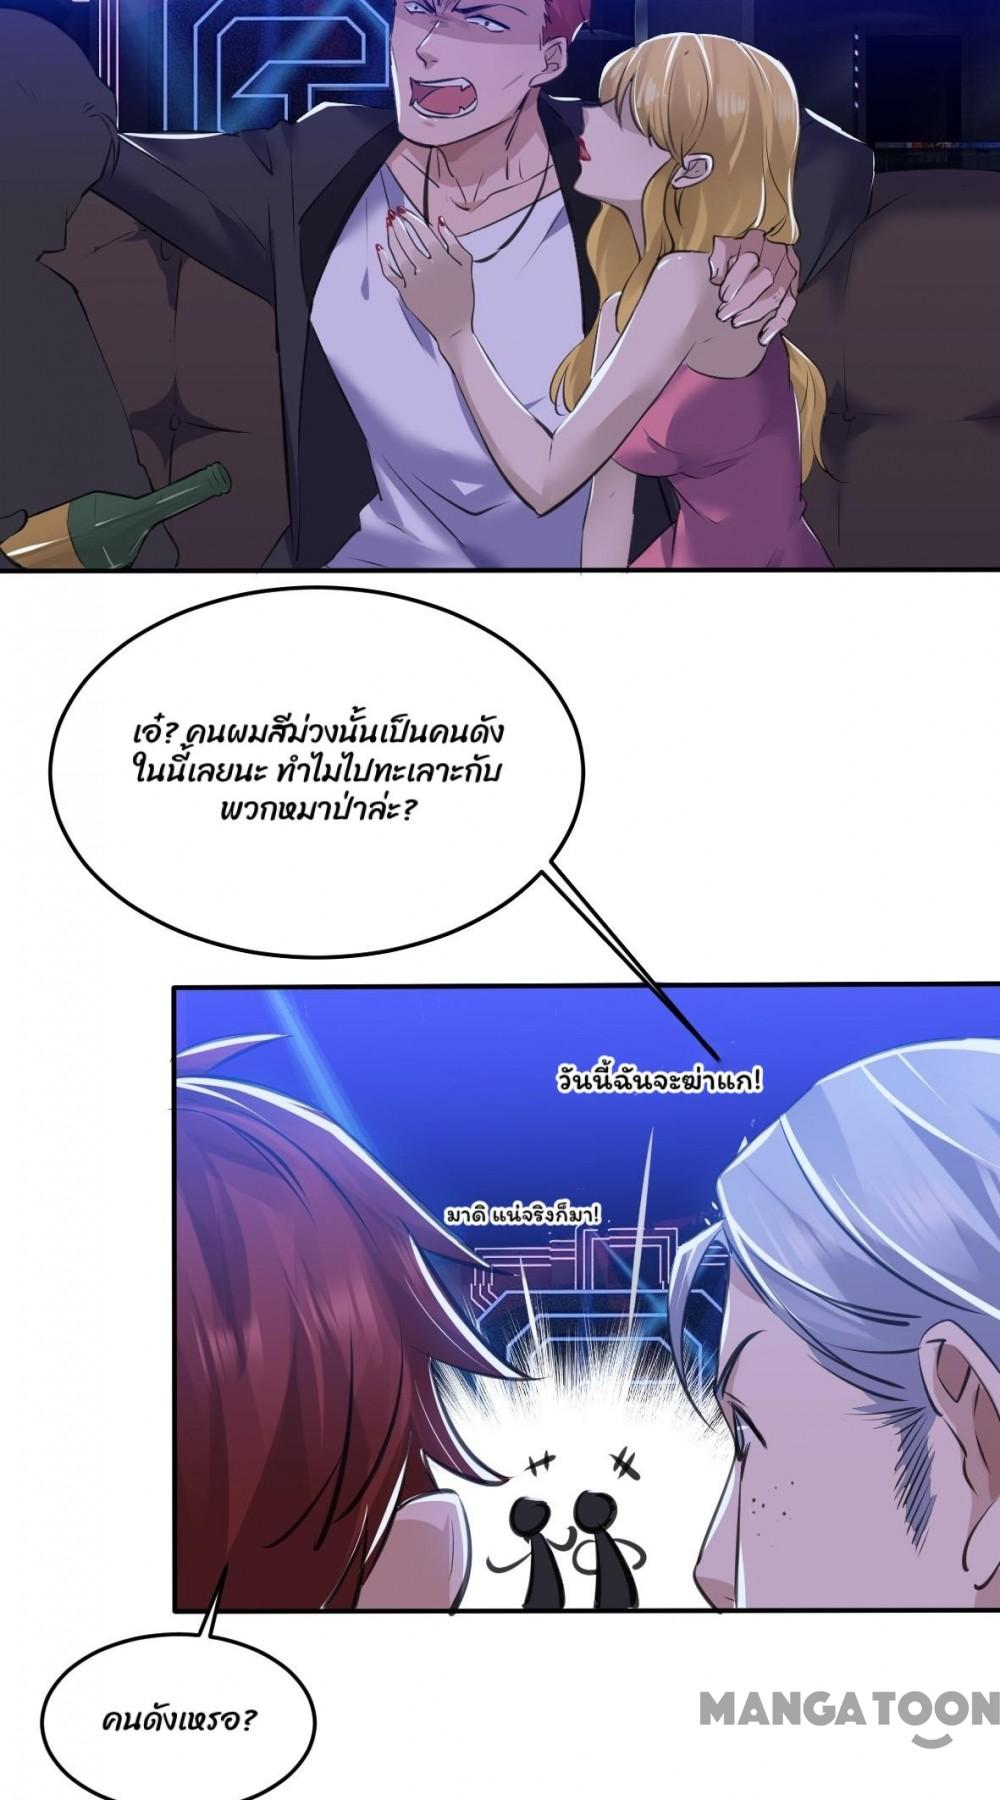 เอ๋? คนผมสีม่วงนั้นเป็นคนดัง
ในนี้เลยนะ ทำไมไปทะเลาะกับ
พวกหมาป่าล่ะ?
วันนี้ฉันจะฆ่าแก!
มาดิ แน่จริงก็มา!
คนดังเหรอ?
MANGATOON